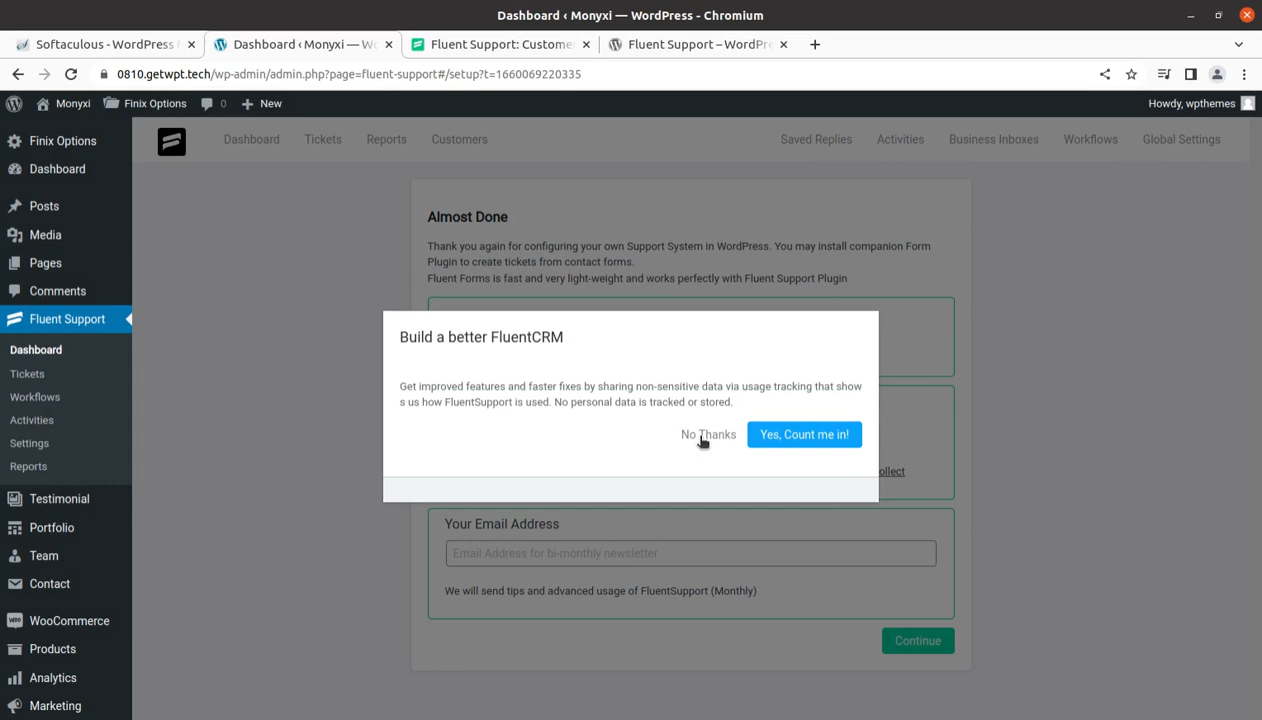 Dashboard ‹ Monyxi — WordPress - Chromium
Softaculous - WordPress
Dashboard ‹ Monyxi — Wo
Fluent Support: Custome
Fluent Support – WordPre
0810.getwpt.tech/wp-admin/admin.php?page=fluent-support#/setup?t=1660069220335
Monyxi
Finix Options
0
New
Howdy, wpthemes
Finix Options
Dashboard
Posts
Media
Pages
Comments
Fluent Support
Dashboard
Tickets
Workflows
Activities
Settings
Reports
Testimonial
Portfolio
Team
Contact
WooCommerce
Products
Analytics
Marketing
Dashboard
Tickets
Reports
Customers
Saved Replies
Activities
Business Inboxes
Workflows
Global Settings
Almost Done
Thank you again for configuring your own Support System in WordPress. You may install companion Form
Plugin to create tickets from contact forms.
Fluent Forms is fast and very light-weight and works perfectly with Fluent Support Plugin
Build a better FluentCRM
Get improved features and faster fixes by sharing non-sensitive data via usage tracking that show
s us how FluentSupport is used. No personal data is tracked or stored.
No Thanks
Yes, Count me in!
ollect
Your Email Address
Email Address for bi-monthly newsletter
We will send tips and advanced usage of FluentSupport (Monthly)
Continue